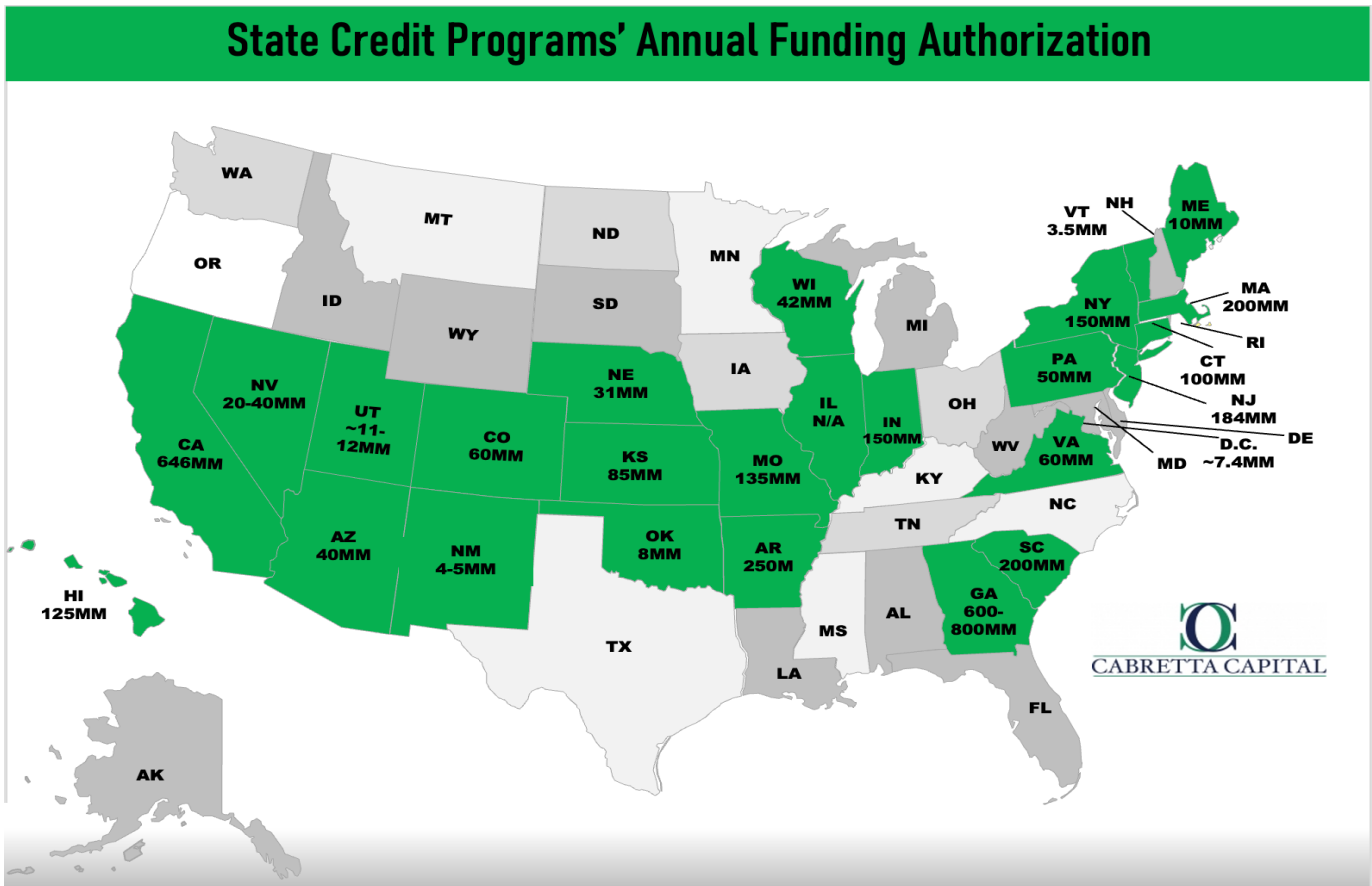 State Credit Programs' Annual Funding Authorization
WA
MT
ND
MN
OR
ID
WY
SD
WI
42MM
MI
VT
3.5MM
NH
ME
10MM
NY
150MM
MA
200MM
RI
CT
100MM
NJ
184MM
PA
50MM
DE
D.C.
~7.4MM
MD
NV
20-40MM
UT
~11-
12MM
CA
646MM
CO
60MM
NE
31MM
IA
KS
85MM
MO
135MM
IL
N/A
IN
150MM
OH
WV
VA
60MM
KY
NC
TN
AZ
40MM
NM
4-5MM
OK
8MM
AR
250M
SC
200MM
GA
600-
800MM
AL
MS
LA
TX
FL
HI
125MM
AK
CABRETTA CAPITAL